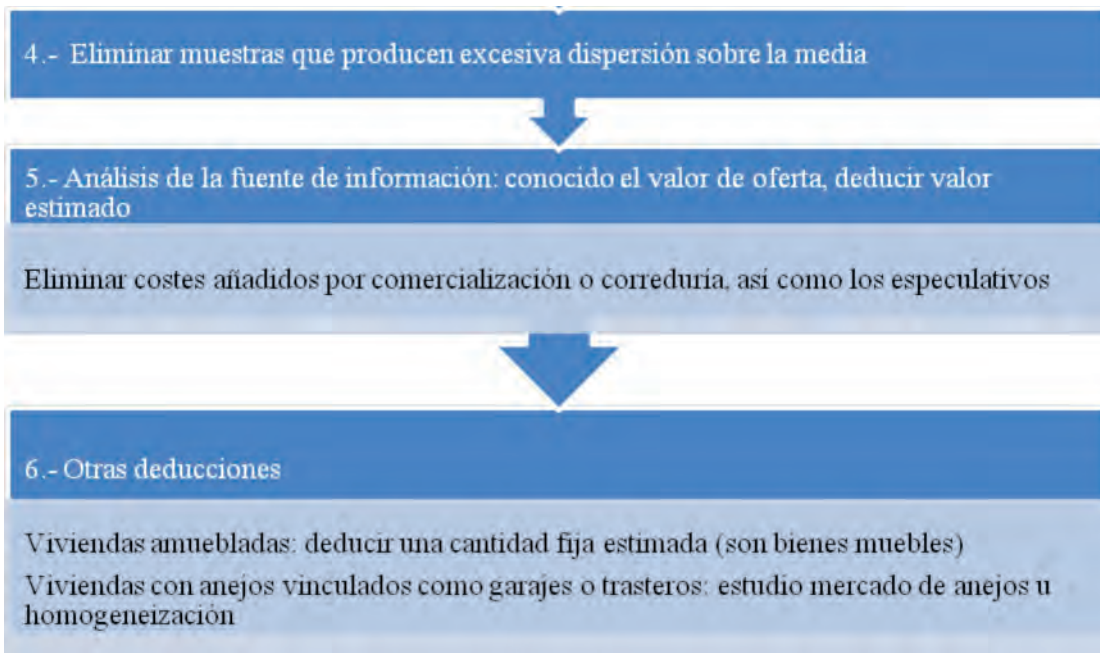 4.- Eliminar muestras que producen excesiva dispersión sobre la media
5.- Análisis de la fuente de información: conocido el valor de oferta, deducir valor
estimado
Eliminar costes añadidos por comercialización o correduría, así como los especulativos
6.- Otras deducciones
Viviendas amuebladas: deducir una cantidad fija estimada (son bienes muebles)
Viviendas con anejos vinculados como garajes o trasteros: estudio mercado de anejos u
homogeneización